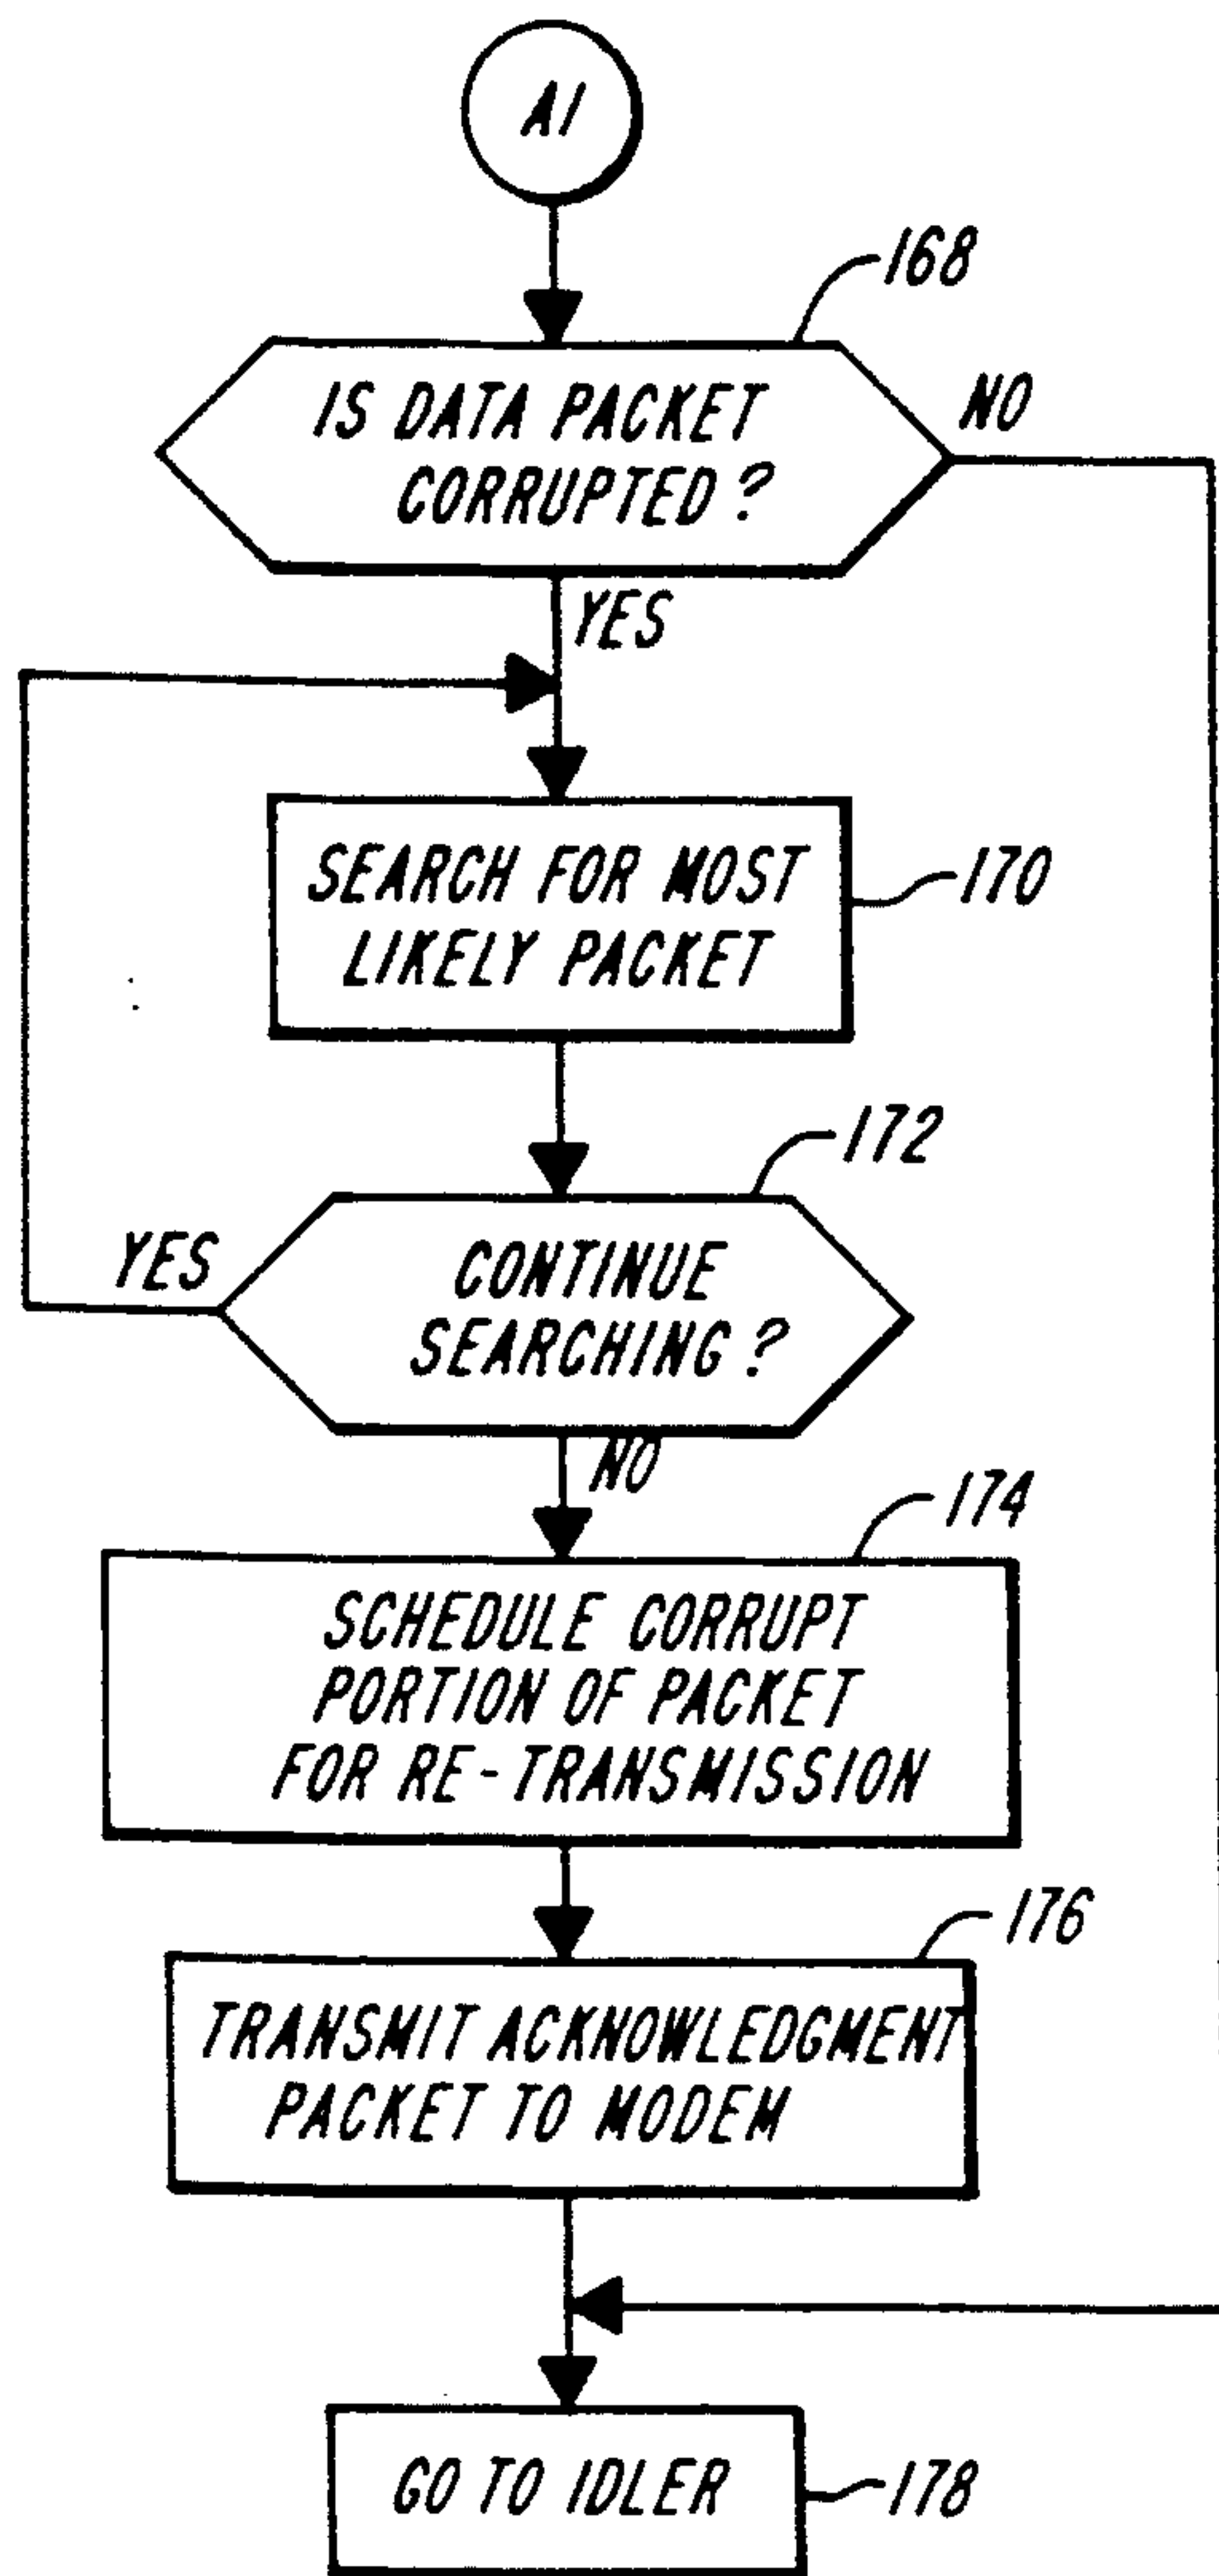 A1
168
IS DATA PACKET
CORRUPTED ?
NO
YES
SEARCH FOR MOST
LIKELY PACKET
170
172
YES
CONTINUE
SEARCHING ?
NO
174
SCHEDULE CORRUPT
PORTION OF PACKET
FOR RE-TRANSMISSION
176
TRANSMIT ACKNOWLEDGMENT
PACKET TO MODEM
GO TO IDLER
178